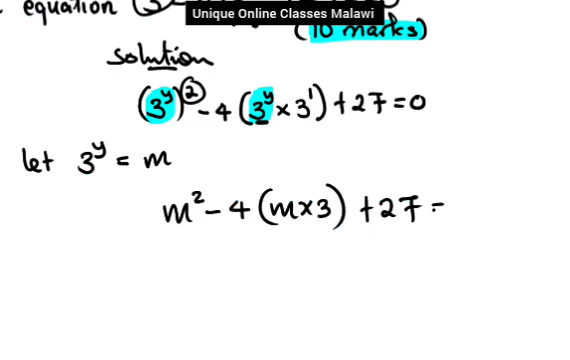 equation (3
Unique Online Classes Malawi
(10 marks)
solution
(3^y)^2 - 4(3^y × 3^1) + 27 = 0
let 3^y = m
m^2 - 4(m×3) + 27 =